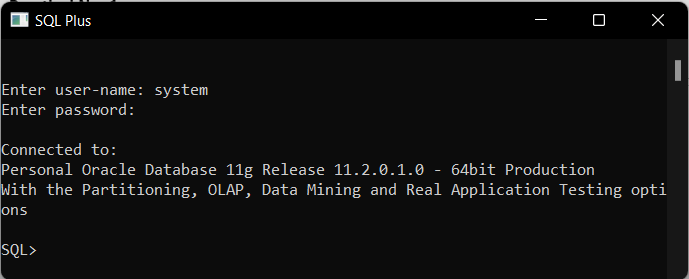 SQL Plus
Enter user-name: system
Enter password:
Connected to:
Personal Oracle Database 11g Release 11.2.0.1.0 - 64bit Production
With the Partitioning, OLAP, Data Mining and Real Application Testing opti
ons
SQL>